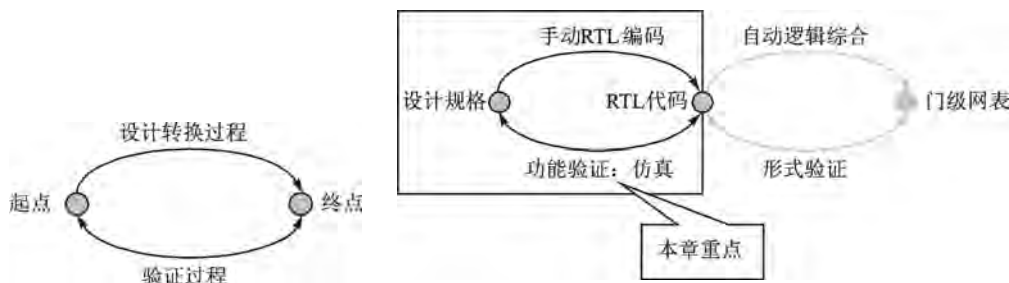 设计转换过程
起点
终点
验证过程
手动RTL编码
自动逻辑综合
设计规格
RTL代码
门级网表
功能验证：仿真
形式验证
本章重点